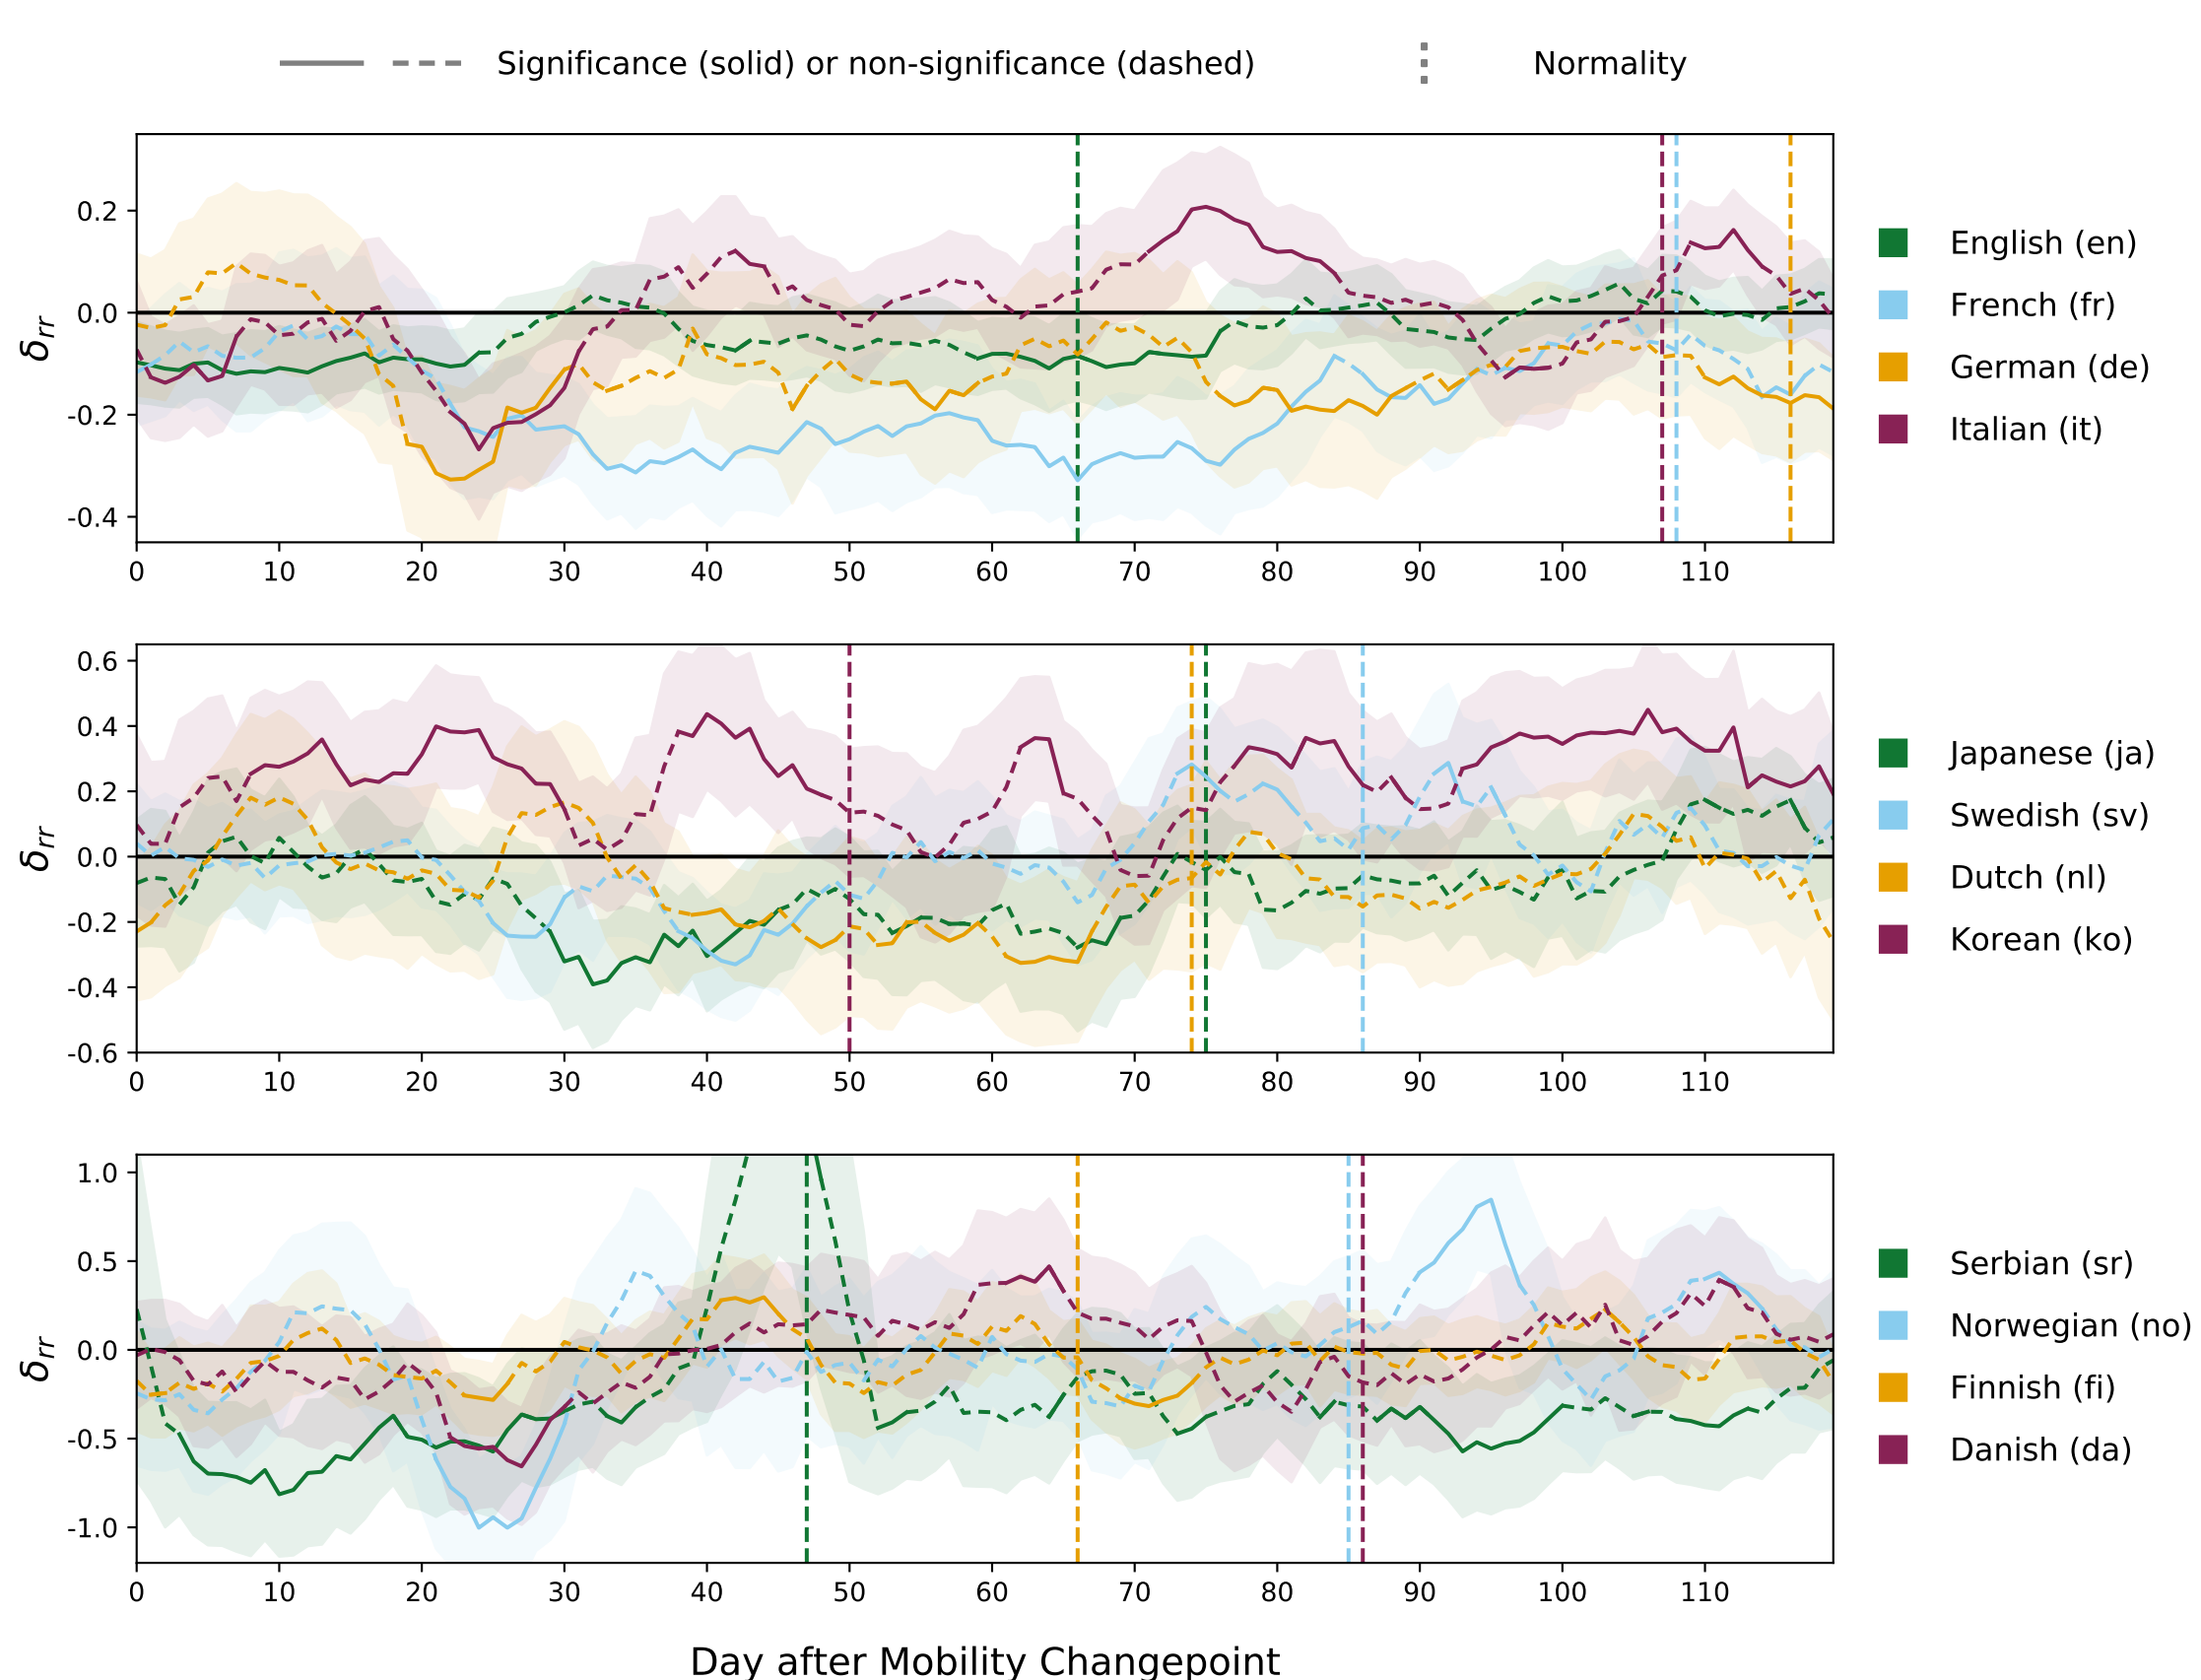 Significance (solid) or non-significance (dashed) Normality
δrr
0.2
0.0
-0.2
-0.4
0 10 20 30 40 50 60 70 80 90 100 110
English (en)
French (fr)
German (de)
Italian (it)
δrr
0.6
0.4
0.2
0.0
-0.2
-0.4
-0.6
0 10 20 30 40 50 60 70 80 90 100 110
Japanese (ja)
Swedish (sv)
Dutch (nl)
Korean (ko)
δrr
1.0
0.5
0.0
-0.5
-1.0
0 10 20 30 40 50 60 70 80 90 100 110
Serbian (sr)
Norwegian (no)
Finnish (fi)
Danish (da)
Day after Mobility Changepoint